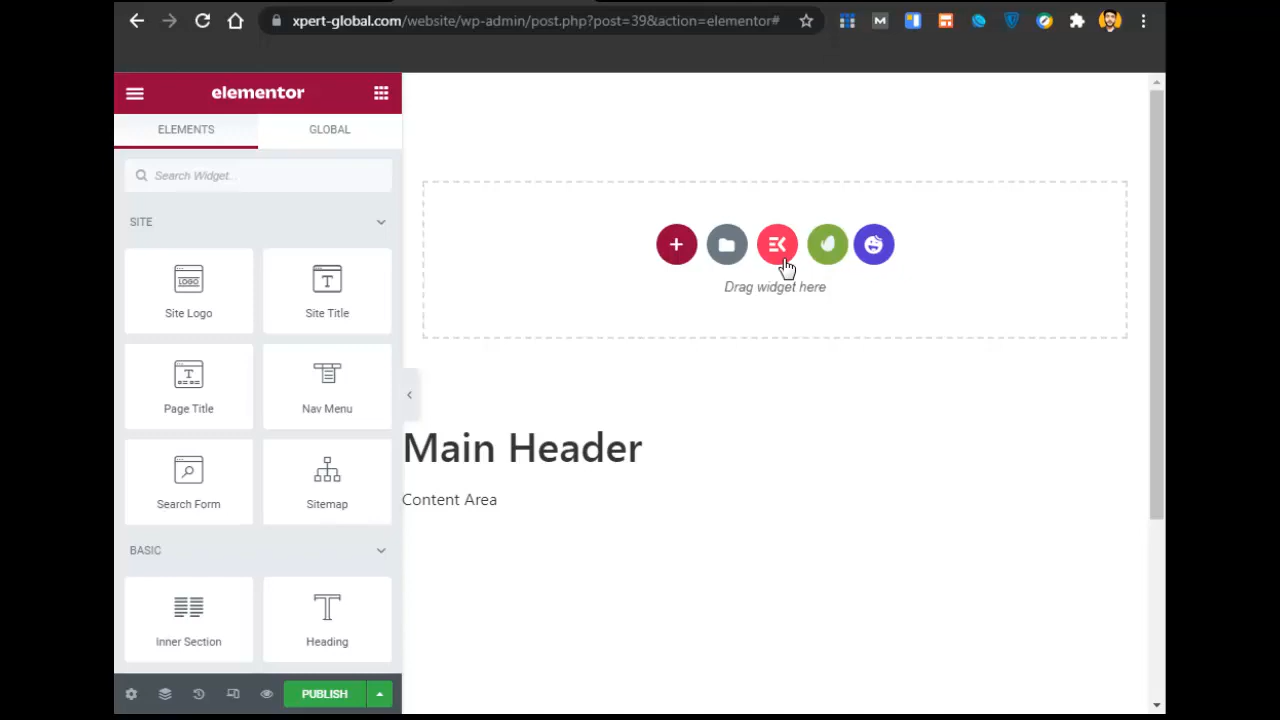 xpert-global.com/website/wp-admin/post.php?post=39&action=elementor#
elementor
ELEMENTS
GLOBAL
Search Widget...
SITE
LOGO
Site Logo
T
Site Title
T
Page Title
Nav Menu
Search Form
Sitemap
BASIC
Inner Section
Heading
PUBLISH
Drag widget here
Main Header
Content Area